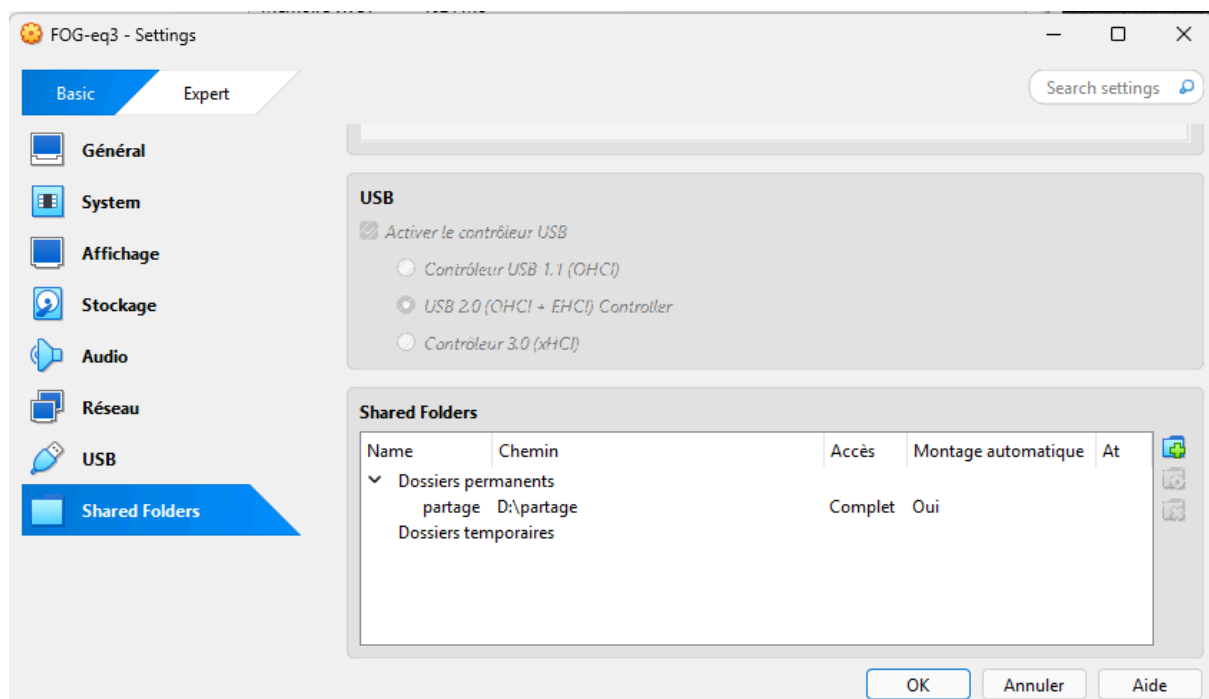 FOG-eq3 - Settings
Basic Expert Search settings
Général
System
Affichage
Stockage
Audio
Réseau
USB
Shared Folders
USB
Activer le contrôleur USB
Contrôleur USB 1.1 (OHCI)
USB 2.0 (OHCI + EHCI) Controller
Contrôleur 3.0 (xHCI)
Shared Folders
Name Chemin Accès Montage automatique At
Dossiers permanents
partage D:\partage Complet Oui
Dossiers temporaires
OK Annuler Aide